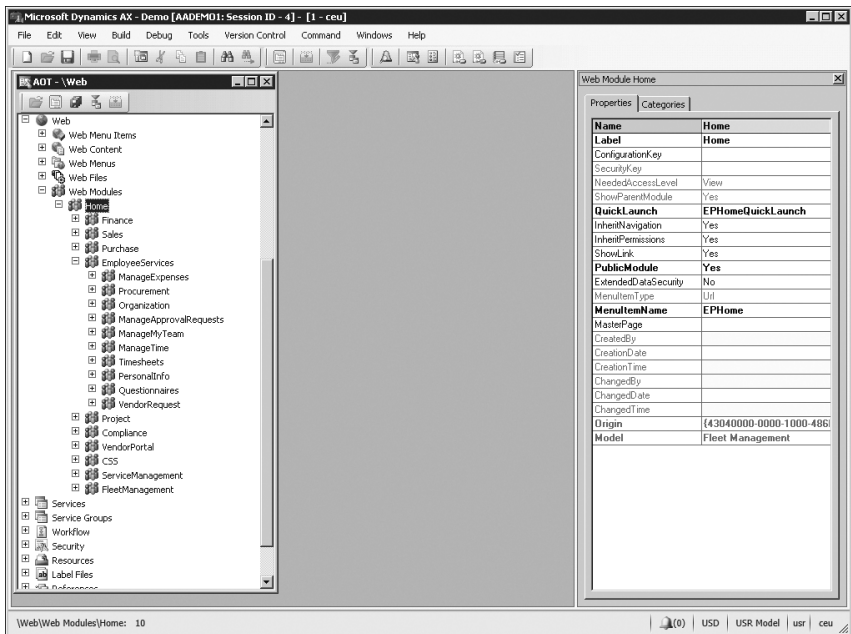 Microsoft Dynamics AX - Demo [AADEMO1: Session ID - 4] - [1 - ceu]
File Edit View Build Debug Tools Version Control Command Windows Help
AOT - \Web
Web
Web Menu Items
Web Content
Web Menus
Web Files
Web Modules
Home
Finance
Sales
Purchase
EmployeeServices
ManageExpenses
Procurement
Organization
ManageApprovalRequests
ManageMyTeam
ManageTime
Timesheets
PersonalInfo
Questionnaires
VendorRequest
Project
Compliance
VendorPortal
CSS
ServiceManagement
FleetManagement
Services
Service Groups
Workflow
Security
Resources
Label Files
References
Web Module Home
Properties Categories
Name Home
Label Home
ConfigurationKey
SecurityKey
NeededAccessLevel View
ShowParentModule Yes
QuickLaunch EPHomeQuickLaunch
InheritNavigation Yes
InheritPermissions Yes
ShowLink Yes
PublicModule Yes
ExtendedDataSecurity No
MenuItemType Url
MenuItemName EPHome
MasterPage
CreatedBy
CreationDate
CreationTime
ChangedBy
ChangedDate
ChangedTime
Origin {43040000-0000-1000-486
Model Fleet Management
\Web\Web Modules\Home: 10
(0) USD USR Model usr ceu